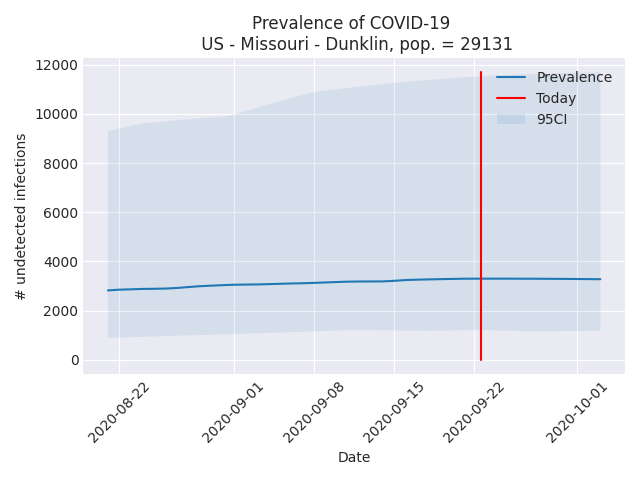 Prevalence of COVID-19
US - Missouri - Dunklin, pop. = 29131
12000
10000
8000
6000
4000
2000
0
# undetected infections
Prevalence
Today
95CI
2020-08-22
2020-09-01
2020-09-08
2020-09-15
2020-09-22
2020-10-01
Date